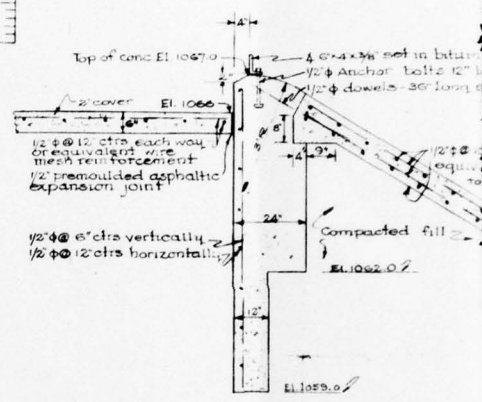 4"
Top of conc. El. 1067.0
∠ 6"x4"x3/8" set in bitum
1/2"φ Anchor bolts 12" l
1/2"φ dowels - 36" long
2" cover
El. 1066
6"
8"
4"
9"
1/2"φ @ 12" ctrs each way
or equivalent wire
mesh reinforcement
1/2" premoulded asphaltic
expansion joint
1/2"φ @
equiv
to
24"
Compacted fill
1/2"φ @ 6" ctrs vertically
1/2"φ @ 12" ctrs horizontally
El. 1062.0
12"
El. 1059.0